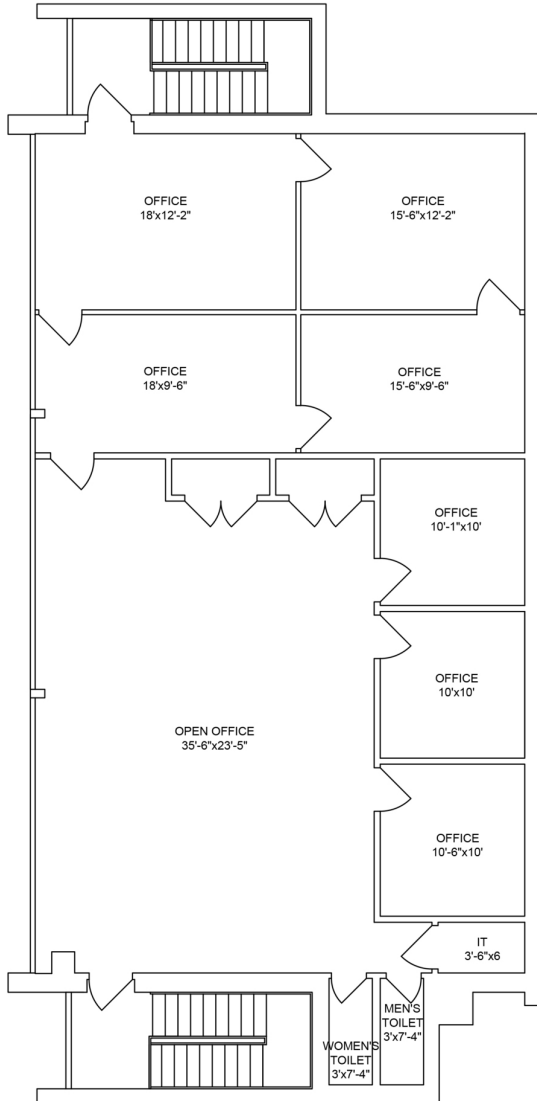 OFFICE
18'x12'-2"
OFFICE
15'-6"x12'-2"
OFFICE
18'x9'-6"
OFFICE
15'-6"x9'-6"
OFFICE
10'-1"x10'
OFFICE
10'x10'
OPEN OFFICE
35'-6"x23'-5"
OFFICE
10'-6"x10'
IT
3'-6"x6
MEN'S
TOILET
3'x7'-4"
WOMEN'S
TOILET
3'x7'-4"